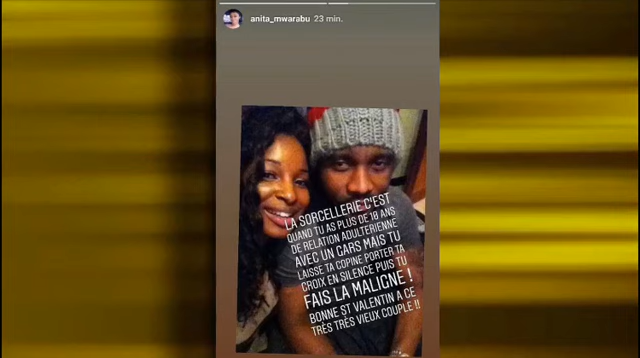 anita_mwarabu 23 min.
LA SORCELLERIE C'EST
QUAND TU AS PLUS DE 10 ANS
DE RELATION ADULTERIENNE
AVEC UN GARS MAIS TU
LAISSE TA COPINE PORTER TA
CROIX EN SILENCE PUIS TU
FAIS LA MALIGNE !
BONNE ST VALENTIN A CE
TRÈS TRÈS VIEUX COUPLE !!